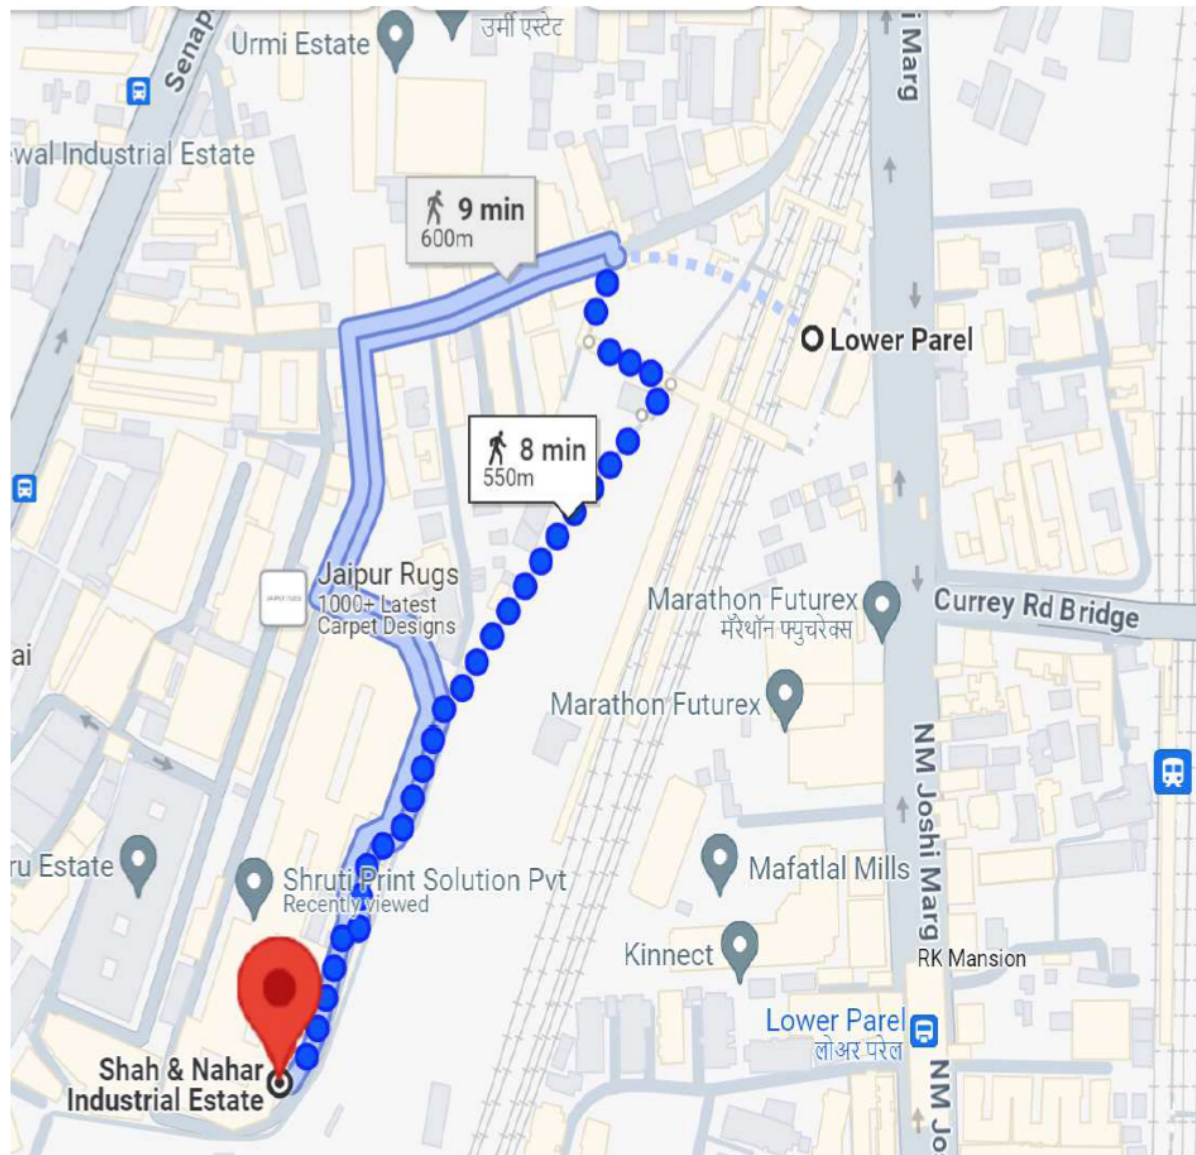 उर्मी एस्टेट
Urmi Estate
Senap
i Marg
wal Industrial Estate
9 min
600m
Lower Parel
8 min
550m
Jaipur Rugs
1000+ Latest
Carpet Designs
Marathon Futurex
मॅरेथॉन फ्युचरेक्स
Currey Rd Bridge
ai
Marathon Futurex
NM Joshi Marg
ru Estate
Shruti Print Solution Pvt
Recently viewed
Mafatlal Mills
Kinnect
RK Mansion
Lower Parel
लोअर परेल
Shah & Nahar
Industrial Estate
NM Jo